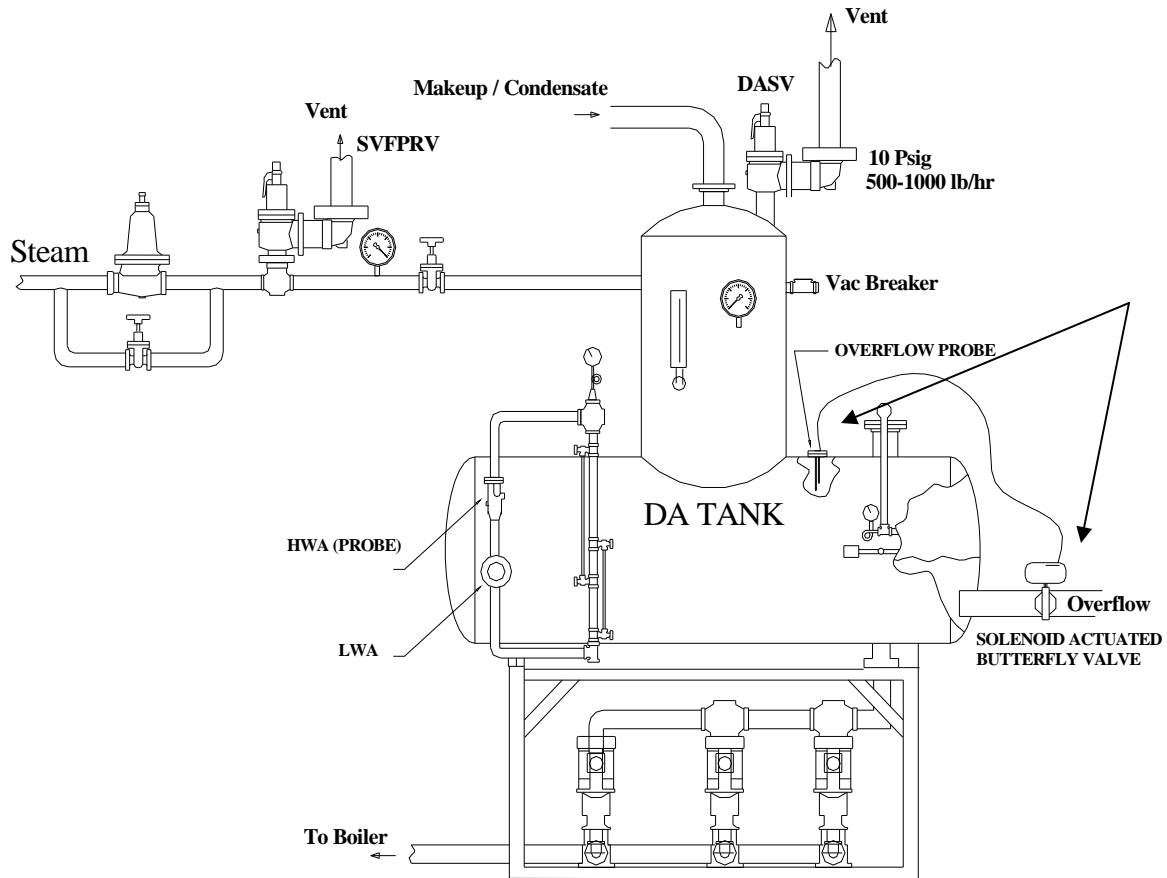 Vent
Makeup / Condensate
DASV
Vent
SVFPRV
10 Psig
500-1000 lb/hr
Steam
Vac Breaker
OVERFLOW PROBE
DA TANK
HWA (PROBE)
Overflow
LWA
SOLENOID ACTUATED
BUTTERFLY VALVE
To Boiler